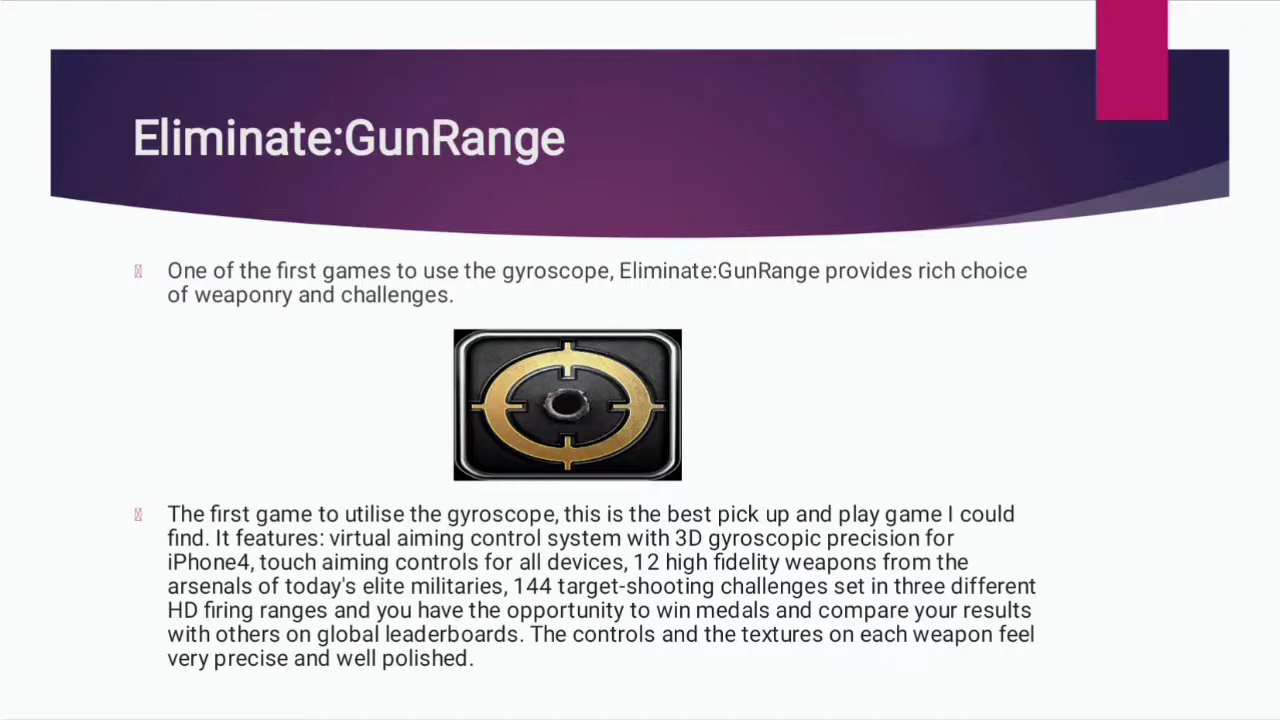 Eliminate:GunRange
One of the first games to use the gyroscope, Eliminate:GunRange provides rich choice
of weaponry and challenges.
The first game to utilise the gyroscope, this is the best pick up and play game I could
find. It features: virtual aiming control system with 3D gyroscopic precision for
iPhone4, touch aiming controls for all devices, 12 high fidelity weapons from the
arsenals of today's elite militaries, 144 target-shooting challenges set in three different
HD firing ranges and you have the opportunity to win medals and compare your results
with others on global leaderboards. The controls and the textures on each weapon feel
very precise and well polished.